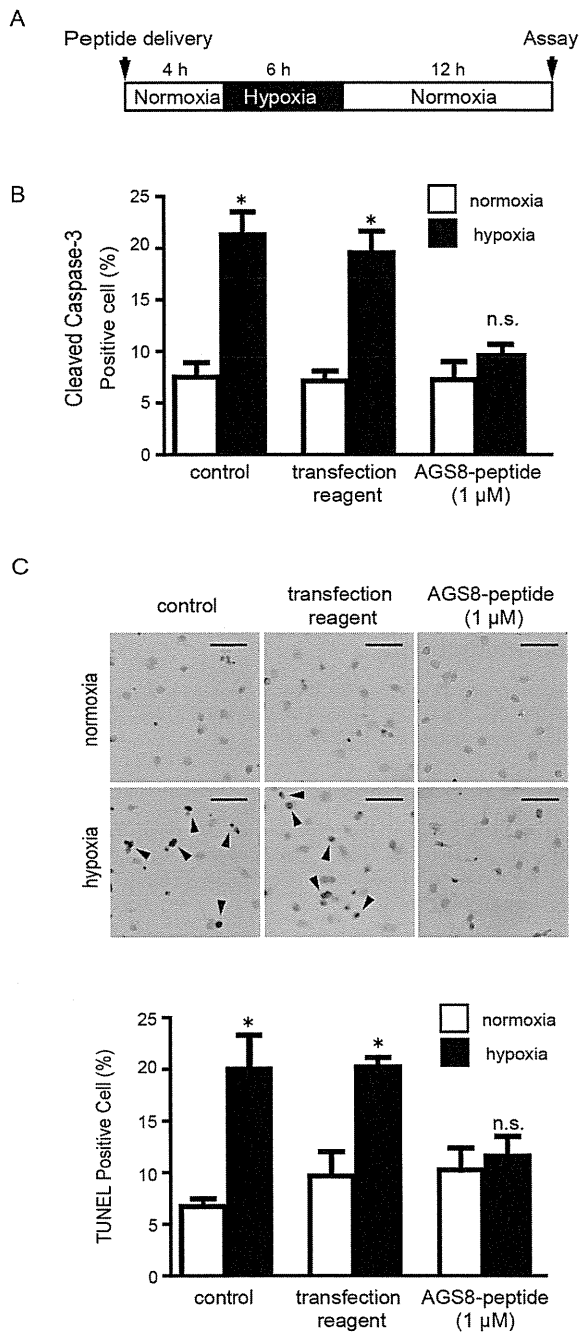 A
Peptide delivery Assay
4 h 6 h 12 h
Normoxia Hypoxia Normoxia
B
Cleaved Caspase-3
Positive cell (%)
25
20
15
10
5
0
* * n.s.
normoxia
hypoxia
control transfection reagent AGS8-peptide (1 µM)
C
control transfection reagent AGS8-peptide (1 µM)
normoxia
hypoxia
TUNEL Positive Cell (%)
25
20
15
10
5
0
* * n.s.
normoxia
hypoxia
control transfection reagent AGS8-peptide (1 µM)